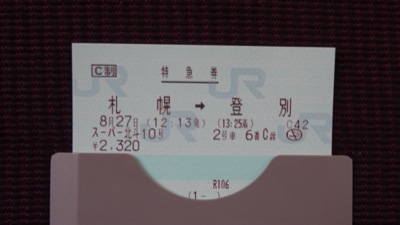 C制 特急券
札幌 → 登別
8月27日 (12:13発) (13:25着) C42
スーパー北斗10号 2号車 6番C席
¥2,320
R106
(1-